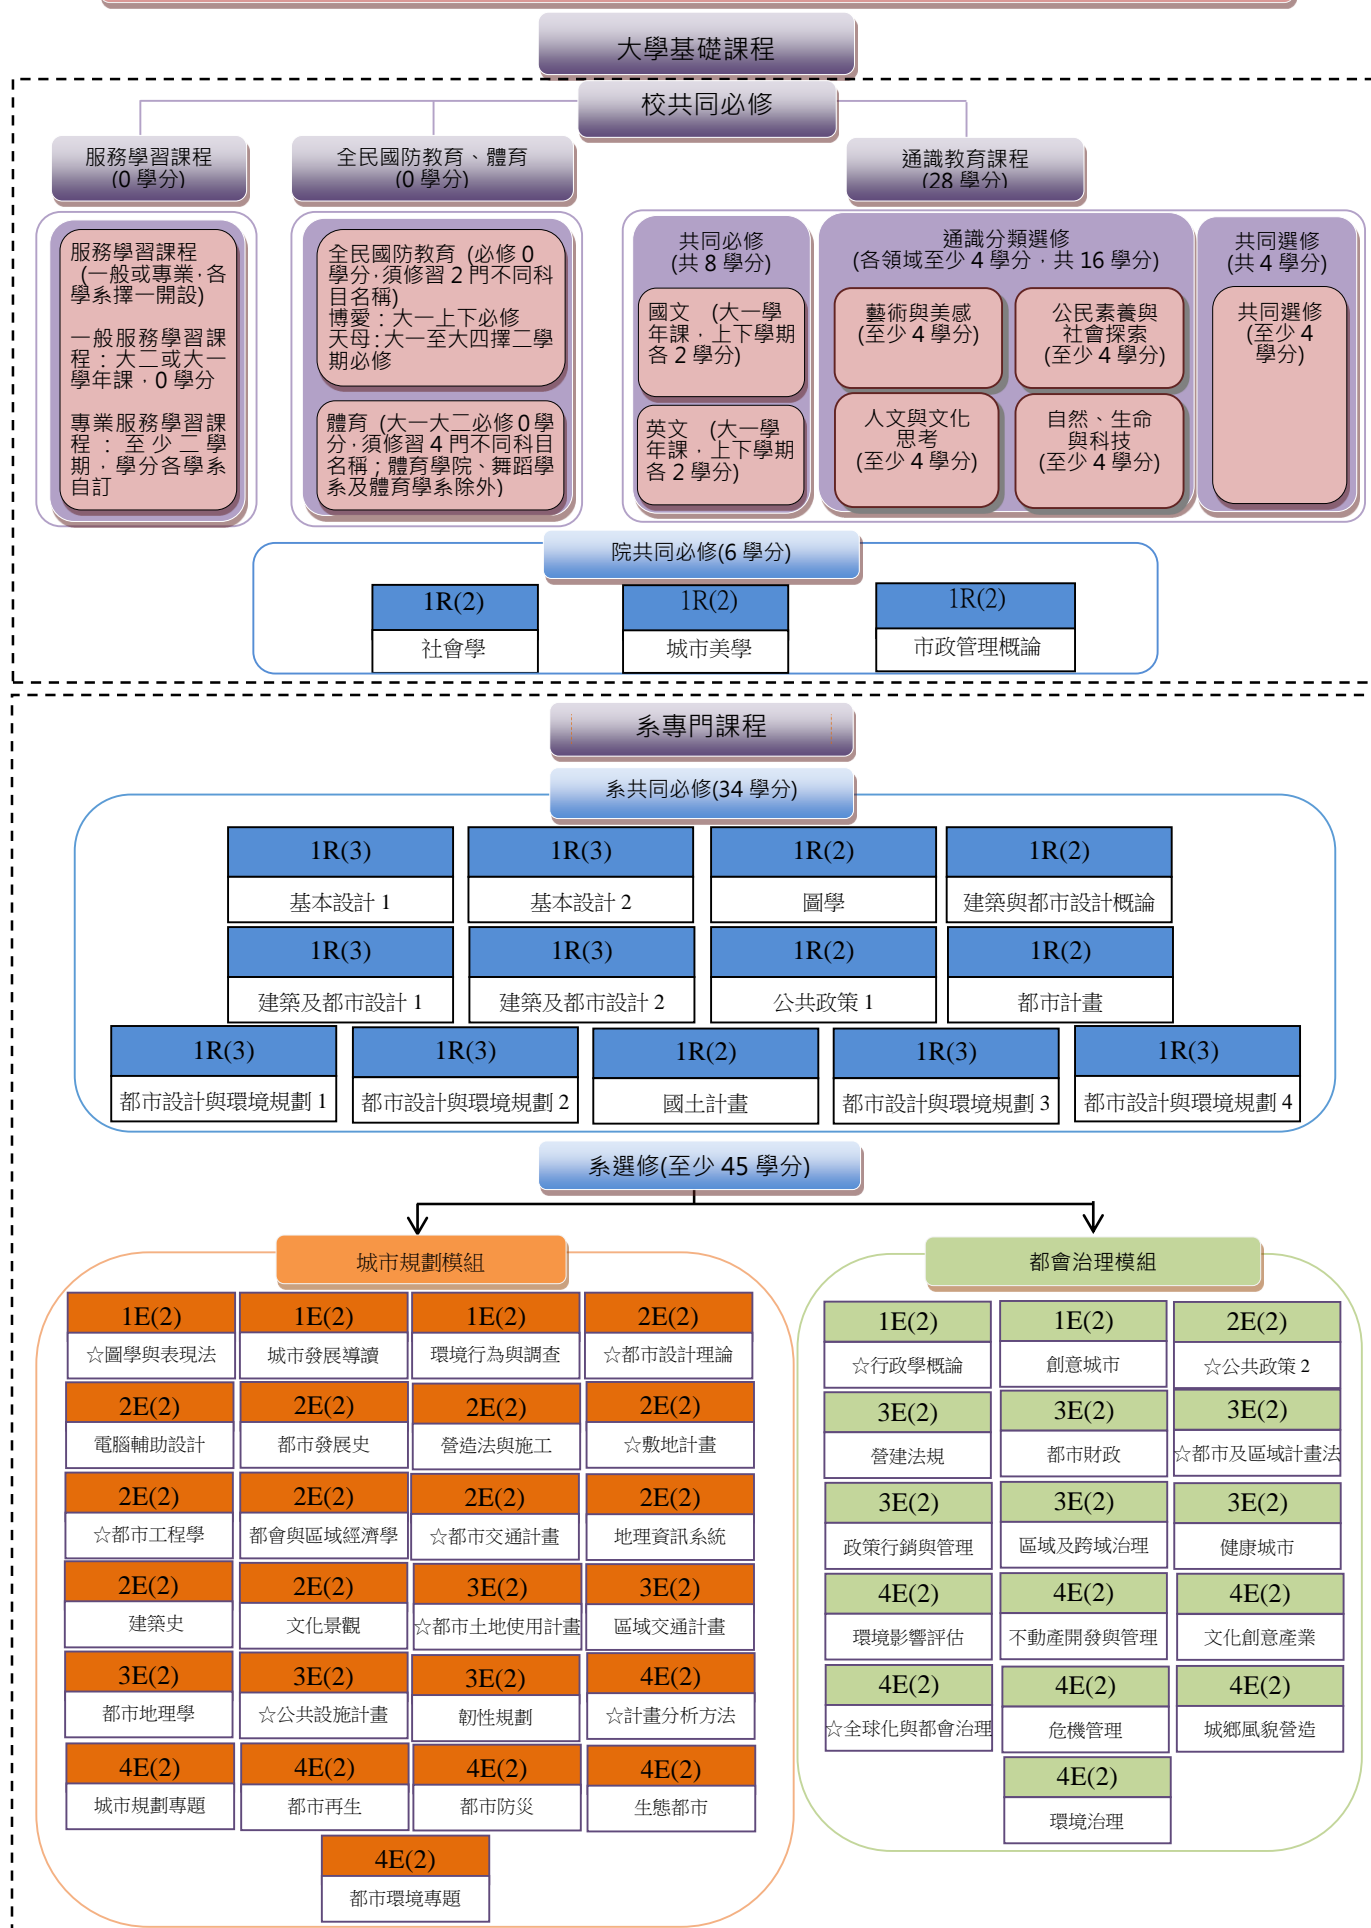 大學基礎課程
校共同必修
服務學習課程
(0 學分)
全民國防教育、體育
(0 學分)
通識教育課程
(28 學分)
服務學習課程
(一般或專業，各
學系擇一開設)
一般服務學習課
程：大二或大一
學年課，0 學分
專業服務學習課
程：至少二學
期，學分各學系
自訂
全民國防教育 (必修 0
學分，須修習 2 門不同科
目名稱)
博愛：大一上下必修
天母：大一至大四擇二學
期必修
體育 (大一大二必修 0 學
分，須修習 4 門不同科目
名稱；體育學院、舞蹈學
系及體育學系除外)
共同必修
(共 8 學分)
國文 (大一學
年課，上下學期
各 2 學分)
英文 (大一學
年課，上下學期
各 2 學分)
通識分類選修
(各領域至少 4 學分，共 16 學分)
藝術與美感
(至少 4 學分)
公民素養與
社會探索
(至少 4 學分)
人文與文化
思考
(至少 4 學分)
自然、生命
與科技
(至少 4 學分)
共同選修
(共 4 學分)
共同選修
(至少 4
學分)
院共同必修(6 學分)
1R(2) 1R(2) 1R(2)
社會學 城市美學 市政管理概論
系專門課程
系共同必修(34 學分)
1R(3) 1R(3) 1R(2) 1R(2)
基本設計 1 基本設計 2 圖學 建築與都市設計概論
1R(3) 1R(3) 1R(2) 1R(2)
建築及都市設計 1 建築及都市設計 2 公共政策 1 都市計畫
1R(3) 1R(3) 1R(2) 1R(3) 1R(3)
都市設計與環境規劃 1 都市設計與環境規劃 2 國土計畫 都市設計與環境規劃 3 都市設計與環境規劃 4
系選修(至少 45 學分)
城市規劃模組
1E(2) 1E(2) 1E(2) 2E(2)
☆圖學與表現法 城市發展導讀 環境行為與調查 ☆都市設計理論
2E(2) 2E(2) 2E(2) 2E(2)
電腦輔助設計 都市發展史 營造法與施工 ☆敷地計畫
2E(2) 2E(2) 2E(2) 2E(2)
☆都市工程學 都會與區域經濟學 ☆都市交通計畫 地理資訊系統
2E(2) 2E(2) 3E(2) 3E(2)
建築史 文化景觀 ☆都市土地使用計畫 區域交通計畫
3E(2) 3E(2) 3E(2) 4E(2)
都市地理學 ☆公共設施計畫 韌性規劃 ☆計畫分析方法
4E(2) 4E(2) 4E(2) 4E(2)
城市規劃專題 都市再生 都市防災 生態都市
4E(2)
都市環境專題
都會治理模組
1E(2) 1E(2) 2E(2)
☆行政學概論 創意城市 ☆公共政策 2
3E(2) 3E(2) 3E(2)
營建法規 都市財政 ☆都市及區域計畫法
3E(2) 3E(2) 3E(2)
政策行銷與管理 區域及跨域治理 健康城市
4E(2) 4E(2) 4E(2)
環境影響評估 不動產開發與管理 文化創意產業
4E(2) 4E(2) 4E(2)
☆全球化與都會治理 危機管理 城鄉風貌營造
4E(2)
環境治理